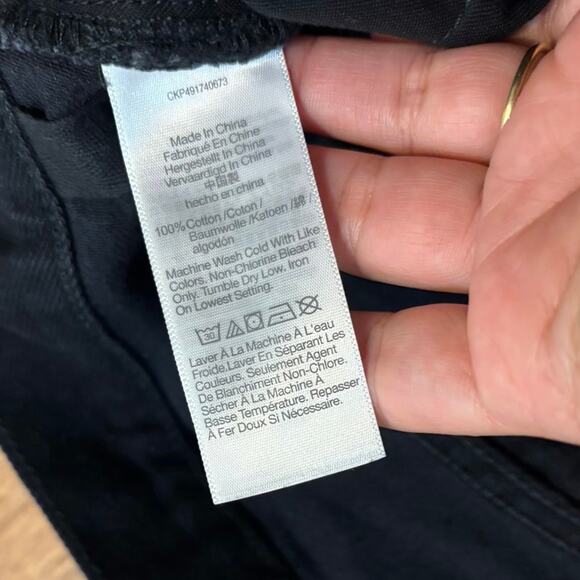 CKP491740673
Made In China
Fabriqué En Chine
Hergestellt In China
Vervaardigd In China
中国製
hecho en china
100% Cotton /Coton /
Baumwolle /Katoen /綿 /
algodón
Machine Wash Cold With Like
Colors. Non-Chlorine Bleach
Only. Tumble Dry Low. Iron
On Lowest Setting.
30
Laver À La Machine À L'eau
Froide.Laver En Séparant Les
Couleurs. Seulement Agent
De Blanchiment Non-Chlore.
Sécher À La Machine À
Basse Température. Repasser
À Fer Doux Si Nécessaire.